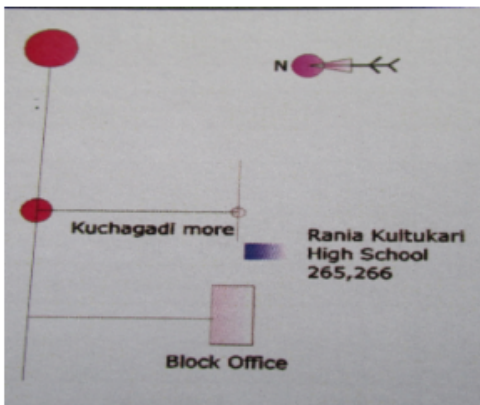 N
Kuchagadi more
Rania Kultukari
High School
265,266
Block Office